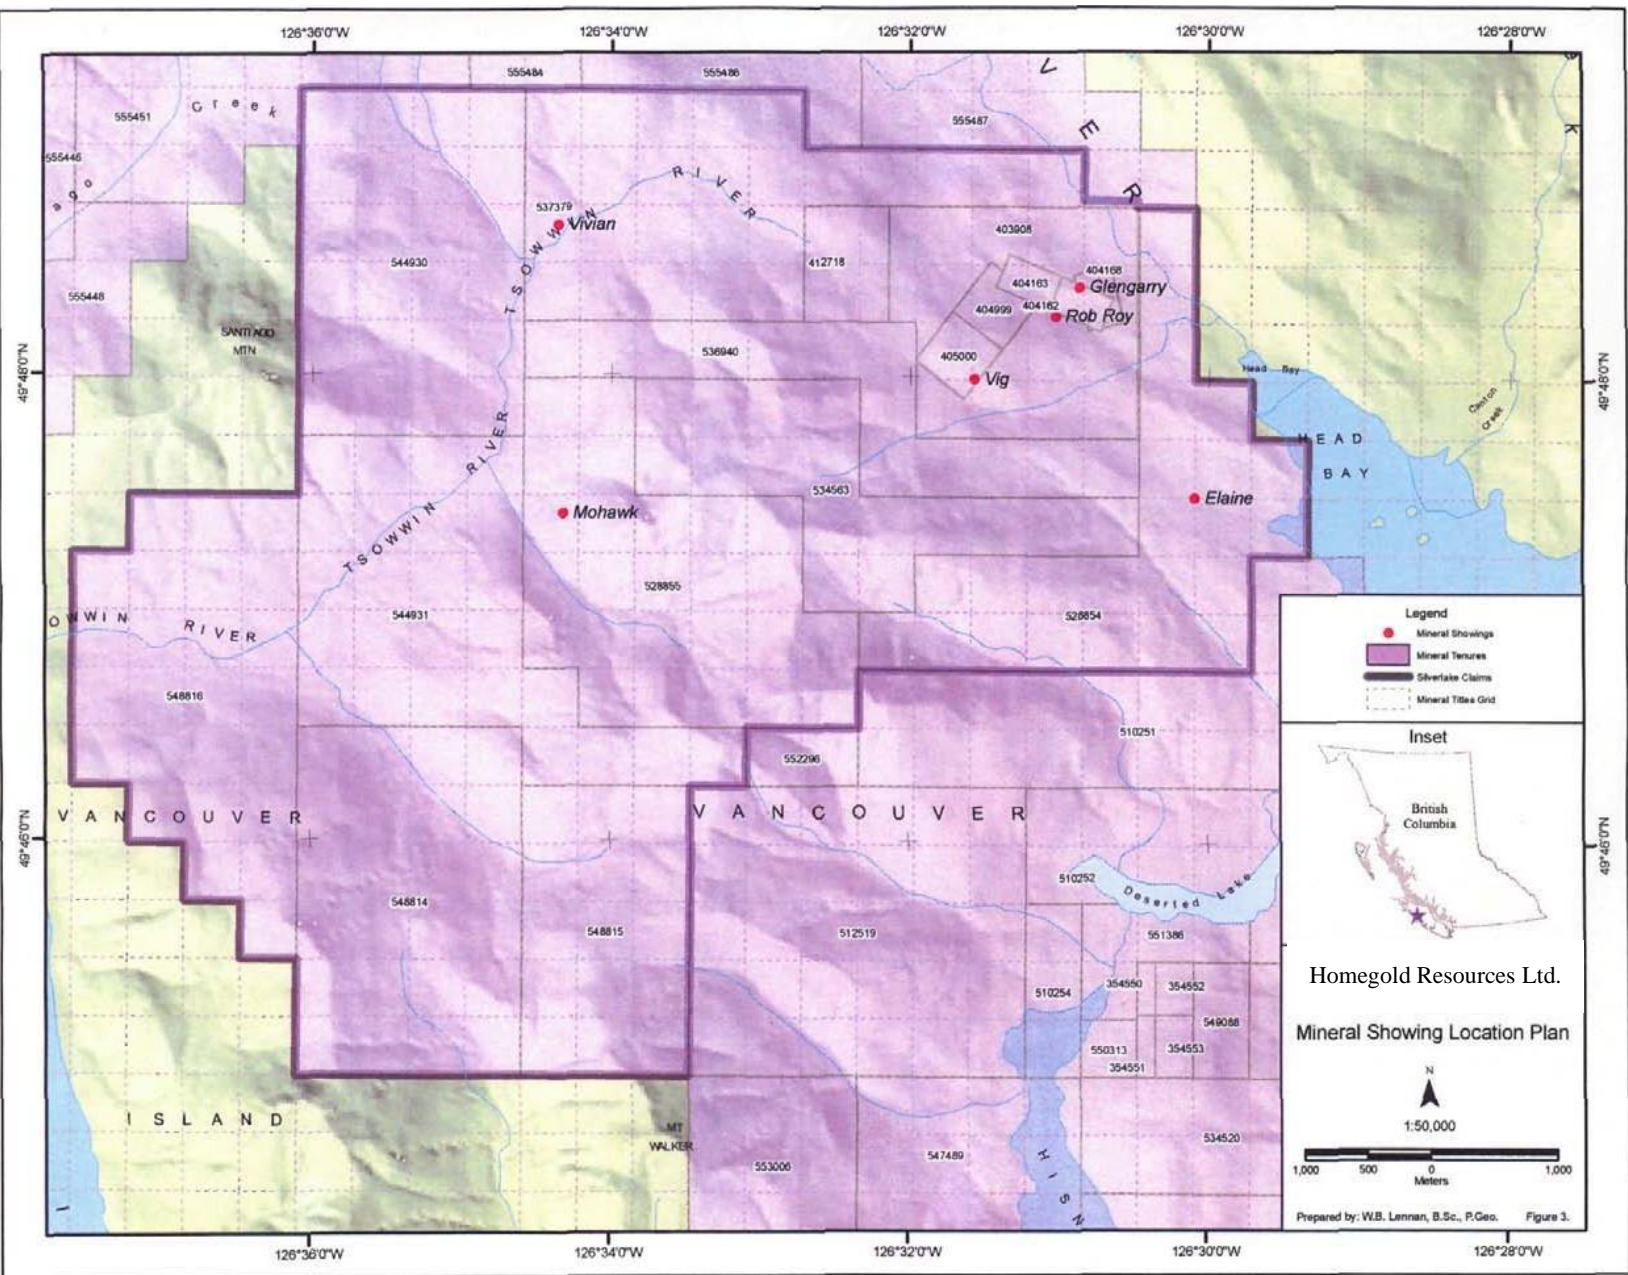 126°36'0"W
126°34'0"W
126°32'0"W
126°30'0"W
126°28'0"W
555484
555486
555451
Creek
555487
V E R
K
555446
ago
RIVER
537379
Vivian
TSOWWIN
403908
544930
412718
404168
404163
Glengarry
555448
404999
404162
Rob Roy
SANTIAGO
MTN
536940
405000
Vig
Head Bay
49°48'0"N
49°48'0"N
Canton
Creek
HEAD
BAY
RIVER
534563
Elaine
Mohawk
TSOWWIN
528855
544931
528854
OWWIN RIVER
548816
510251
552296
VANCOUVER
VANCOUVER
49°46'0"N
49°46'0"N
510252
Deserted Lake
548814
548815
512519
551386
510254
354550
354552
549088
550313
354553
354551
ISLAND
MT
WALKER
534520
553006
547489
HISN
I
Legend
Mineral Showings
Mineral Tenures
Silverlake Claims
Mineral Titles Grid
Inset
British
Columbia
Homegold Resources Ltd.
Mineral Showing Location Plan
N
1:50,000
1,000 500 0 1,000
Meters
Prepared by: W.B. Lennan, B.Sc., P.Geo. Figure 3.
126°36'0"W
126°34'0"W
126°32'0"W
126°30'0"W
126°28'0"W